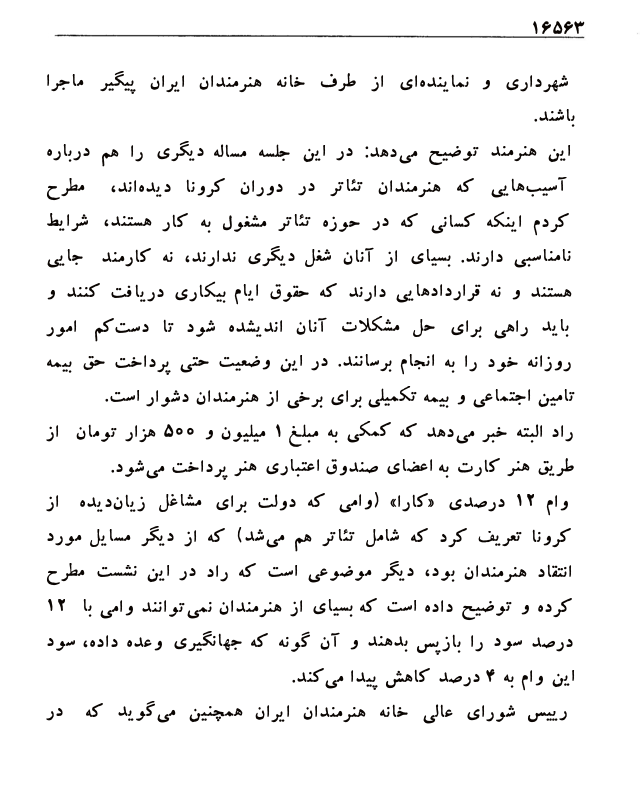 ۱۶۵۶۳
شهرداری و نماینده‌ای از طرف خانه هنرمندان ایران پیگیر ماجرا
باشند.
این هنرمند توضیح می‌دهد: در این جلسه مساله دیگری را هم درباره
آسیب‌هایی که هنرمندان تئاتر در دوران کرونا دیده‌اند، مطرح
کردم اینکه کسانی که در حوزه تئاتر مشغول به کار هستند، شرایط
نامناسبی دارند. بسیای از آنان شغل دیگری ندارند، نه کارمند جایی
هستند و نه قراردادهایی دارند که حقوق ایام بیکاری دریافت کنند و
باید راهی برای حل مشکلات آنان اندیشده شود تا دست‌کم امور
روزانه خود را به انجام برسانند. در این وضعیت حتی پرداخت حق بیمه
تامین اجتماعی و بیمه تکمیلی برای برخی از هنرمندان دشوار است.
راد البته خبر می‌دهد که کمکی به مبلغ ۱ میلیون و ۵۰۰ هزار تومان از
طریق هنر کارت به اعضای صندوق اعتباری هنر پرداخت می‌شود.
وام ۱۲ درصدی «کارا» (وامی که دولت برای مشاغل زیان‌دیده از
کرونا تعریف کرد که شامل تئاتر هم می‌شد) که از دیگر مسایل مورد
انتقاد هنرمندان بود، دیگر موضوعی است که راد در این نشست مطرح
کرده و توضیح داده است که بسیای از هنرمندان نمی‌توانند وامی با ۱۲
درصد سود را بازپس بدهند و آن گونه که جهانگیری وعده داده، سود
این وام به ۴ درصد کاهش پیدا می‌کند.
رییس شورای عالی خانه هنرمندان ایران همچنین می‌گوید که در